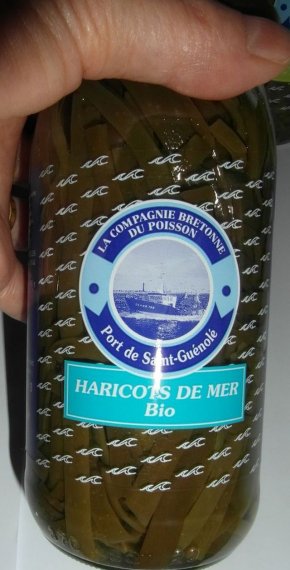 LA COMPAGNIE BRETONNE
DU POISSON
Port de Saint-Guénolé
HARICOTS DE MER
Bio